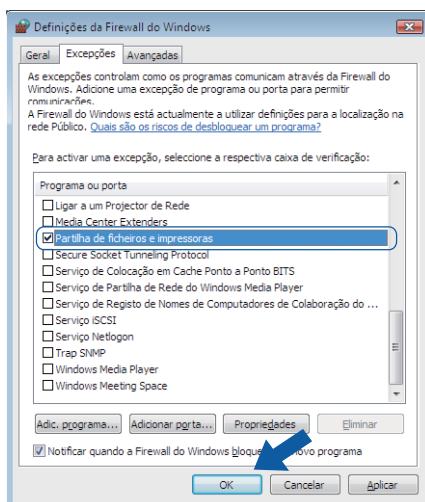 Definições da Firewall do Windows
Geral Excepções Avançadas
As excepções controlam como os programas comunicam através da Firewall do
Windows. Adicione uma excepção de programa ou porta para permitir
comunicações.
A Firewall do Windows está actualmente a utilizar definições para a localização na
rede Público. Quais são os riscos de desbloquear um programa?
Para activar uma excepção, seleccione a respectiva caixa de verificação:
Programa ou porta
Ligar a um Projector de Rede
Media Center Extenders
Partilha de ficheiros e impressoras
Secure Socket Tunneling Protocol
Serviço de Colocação em Cache Ponto a Ponto BITS
Serviço de Partilha de Rede do Windows Media Player
Serviço de Registo de Nomes de Computadores de Colaboração do ...
Serviço iSCSI
Serviço Netlogon
Trap SNMP
Windows Media Player
Windows Meeting Space
Adic. programa... Adicionar porta... Propriedades Eliminar
Notificar quando a Firewall do Windows novo programa
OK Cancelar Aplicar